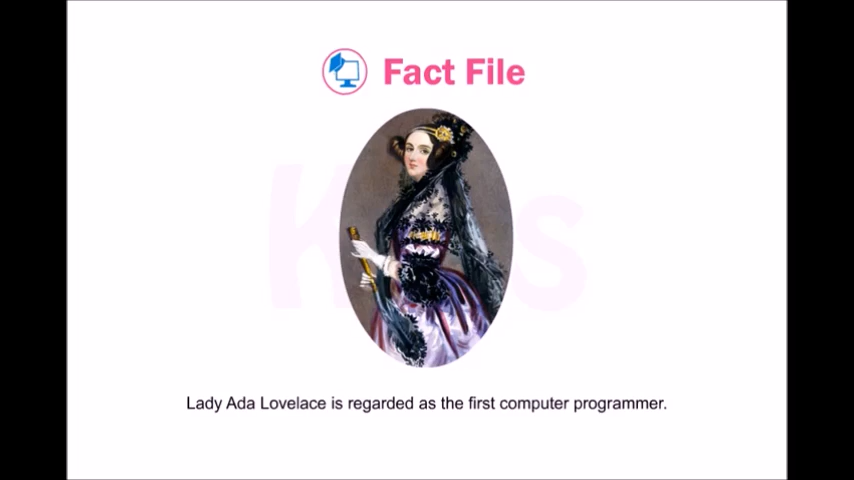 Fact File
Lady Ada Lovelace is regarded as the first computer programmer.